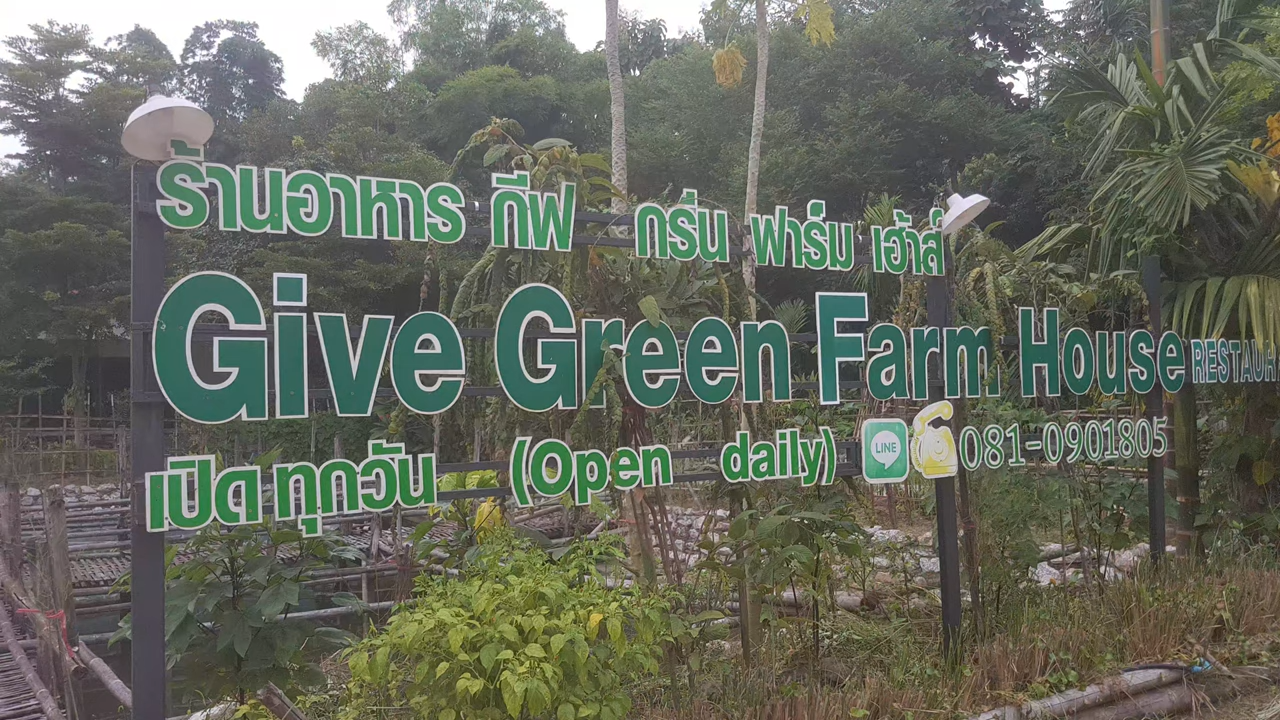 ร้านอาหาร กีฟ กรีน ฟาร์ม เฮ้าส์
Give Green Farm House
เปิด ทุกวัน (Open daily) LINE 081-0901805